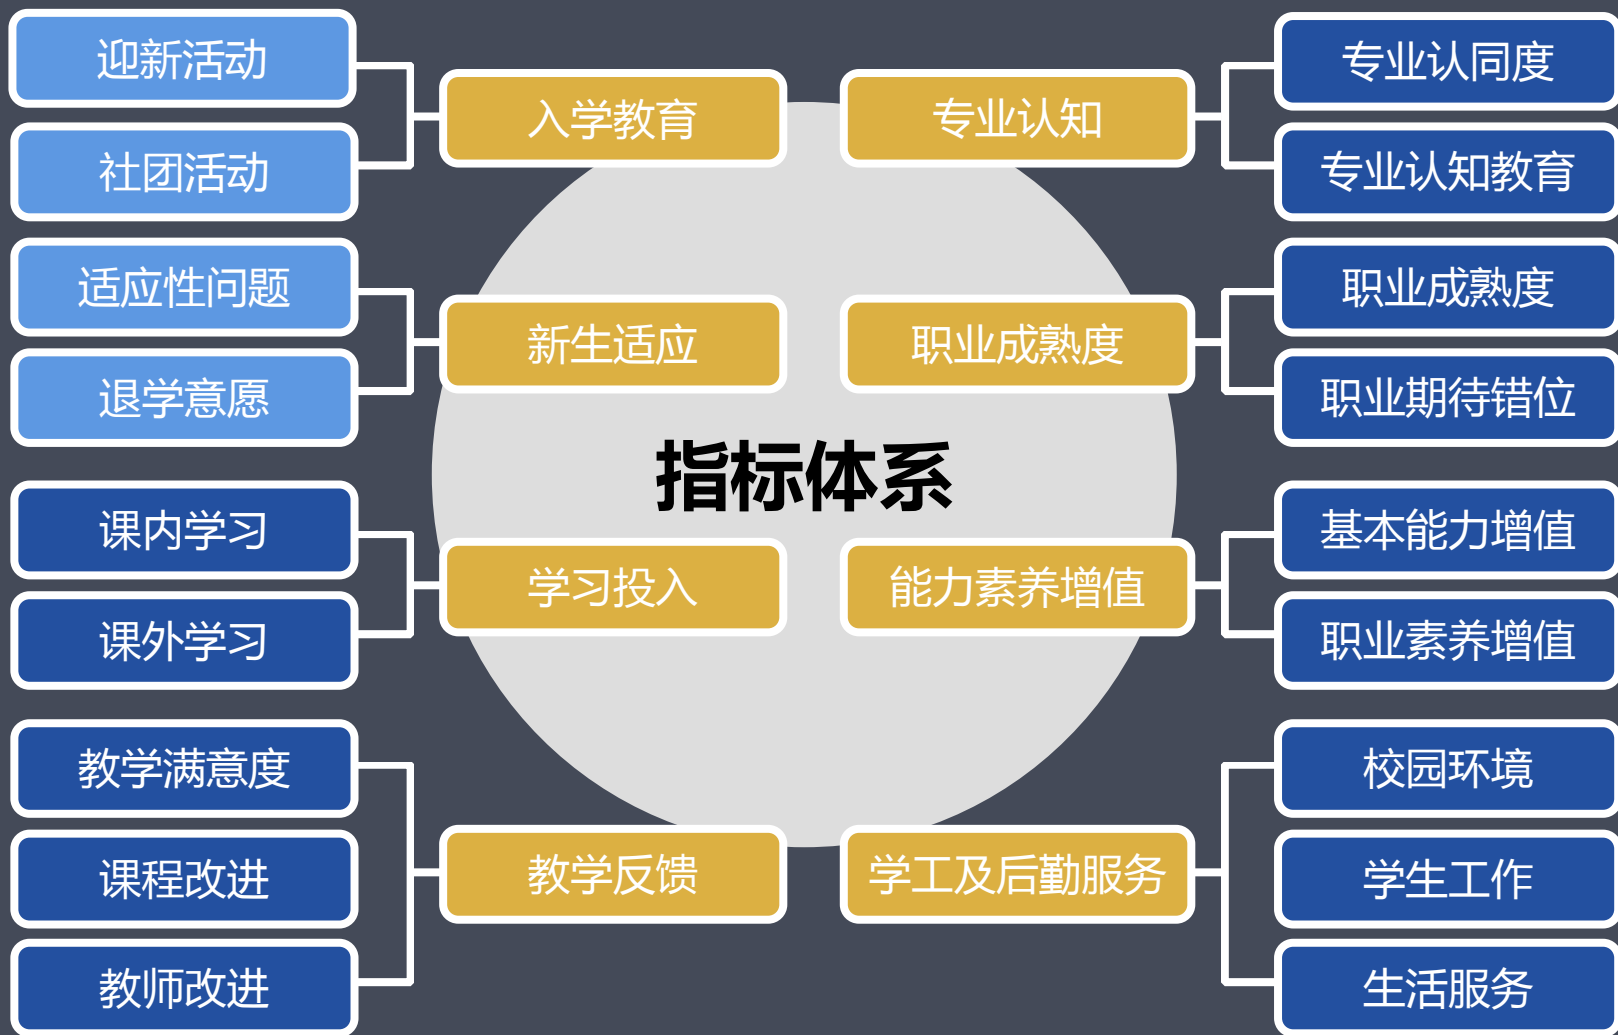 迎新活动
社团活动
入学教育
适应性问题
退学意愿
新生适应
课内学习
课外学习
学习投入
教学满意度
课程改进
教师改进
教学反馈
指标体系
专业认知
专业认同度
专业认知教育
职业成熟度
职业成熟度
职业期待错位
能力素养增值
基本能力增值
职业素养增值
学工及后勤服务
校园环境
学生工作
生活服务